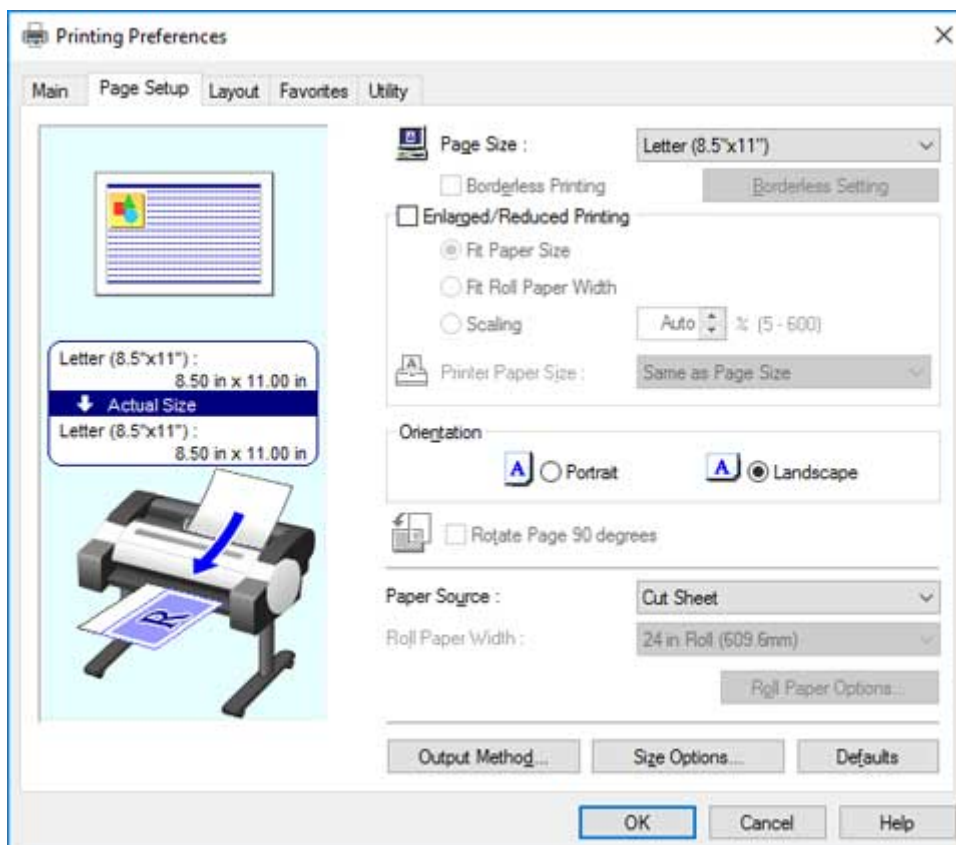 Printing Preferences
Main Page Setup Layout Favorites Utility
Page Size : Letter (8.5"x11")
Borderless Printing Borderless Setting
Enlarged/Reduced Printing
Fit Paper Size
Fit Roll Paper Width
Scaling Auto % (5 - 600)
Printer Paper Size : Same as Page Size
Letter (8.5"x11") :
8.50 in x 11.00 in
Actual Size
Letter (8.5"x11") :
8.50 in x 11.00 in
Orientation
A Portrait A Landscape
Rotate Page 90 degrees
R
Paper Source : Cut Sheet
Roll Paper Width : 24 in Roll (609.6mm)
Roll Paper Options...
Output Method... Size Options... Defaults
OK Cancel Help